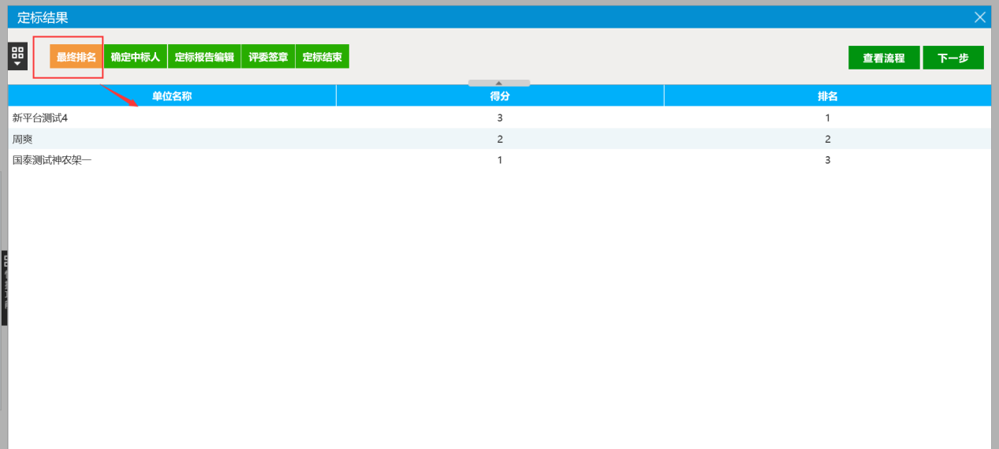 定标结果
最终排名 确定中标人 定标报告编辑 评委签章 定标结束 查看流程 下一步
单位名称 得分 排名
新平台测试4 3 1
周爽 2 2
国泰测试神农架一 1 3